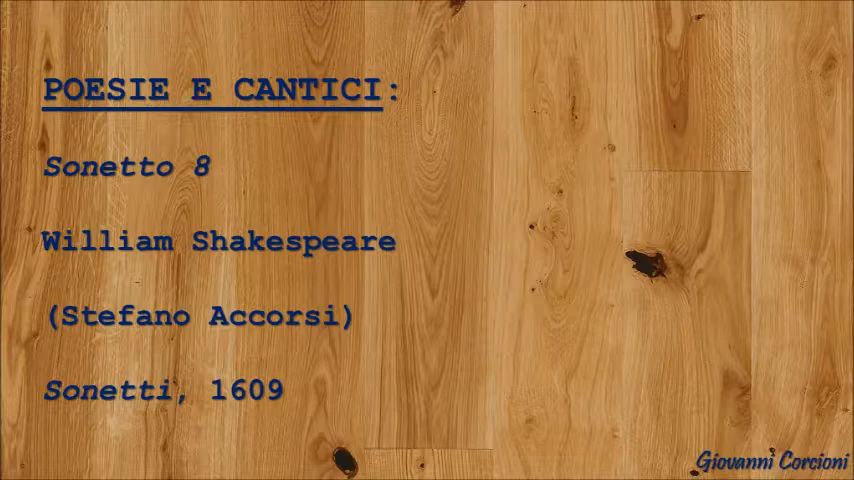 POESIE E CANTICI:
Sonetto 8
William Shakespeare
(Stefano Accorsi)
Sonetti, 1609
Giovanni Corcioni